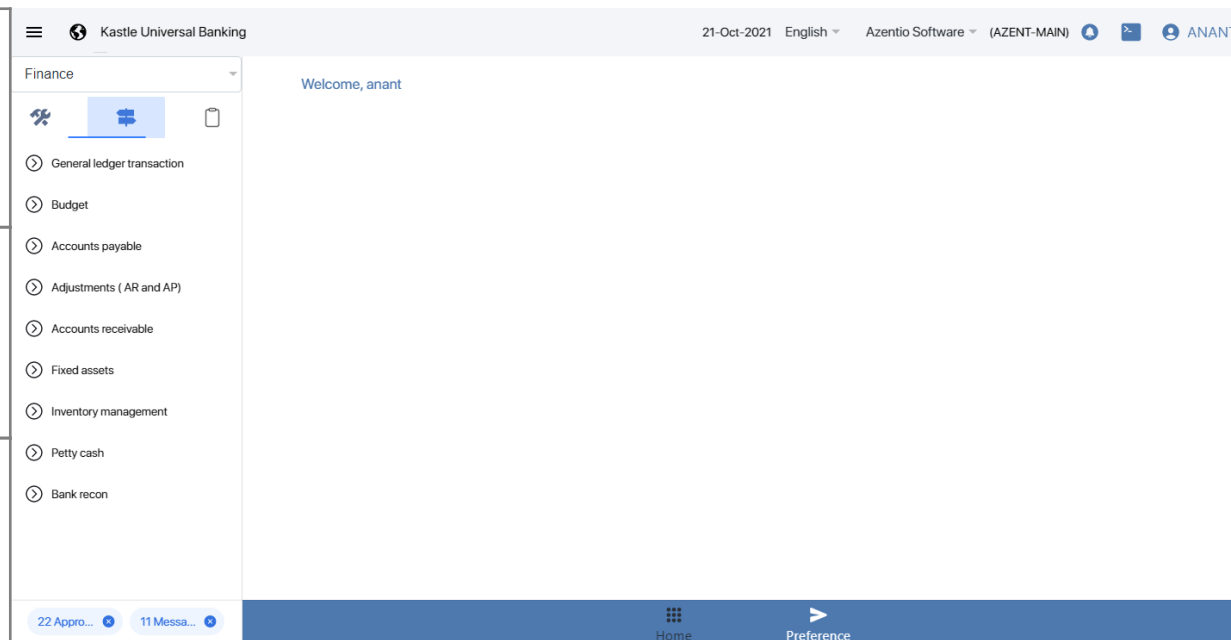 Kastle Universal Banking
21-Oct-2021 English Azentio Software (AZENT-MAIN) ANANT
Finance
Welcome, anant
General ledger transaction
Budget
Accounts payable
Adjustments ( AR and AP)
Accounts receivable
Fixed assets
Inventory management
Petty cash
Bank recon
22 Appro... 11 Messa...
Home Preference